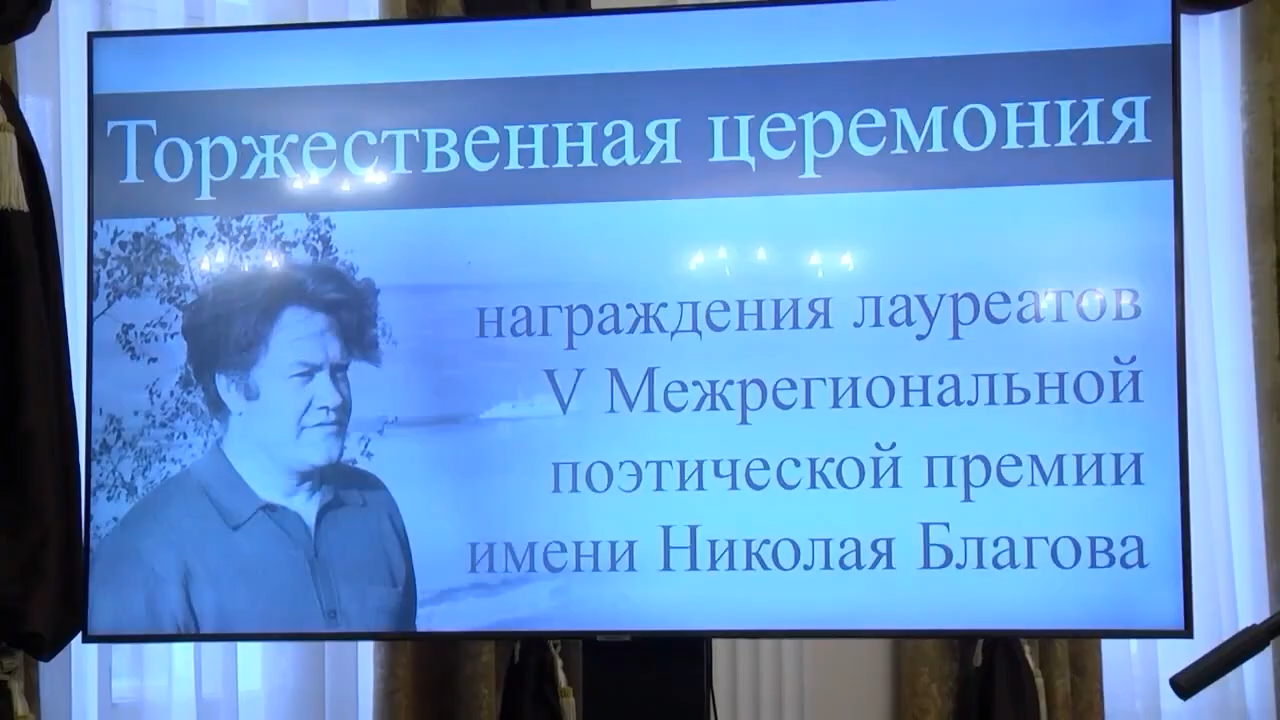 Торжественная церемония
награждения лауреатов
V Межрегиональной
поэтической премии
имени Николая Благова